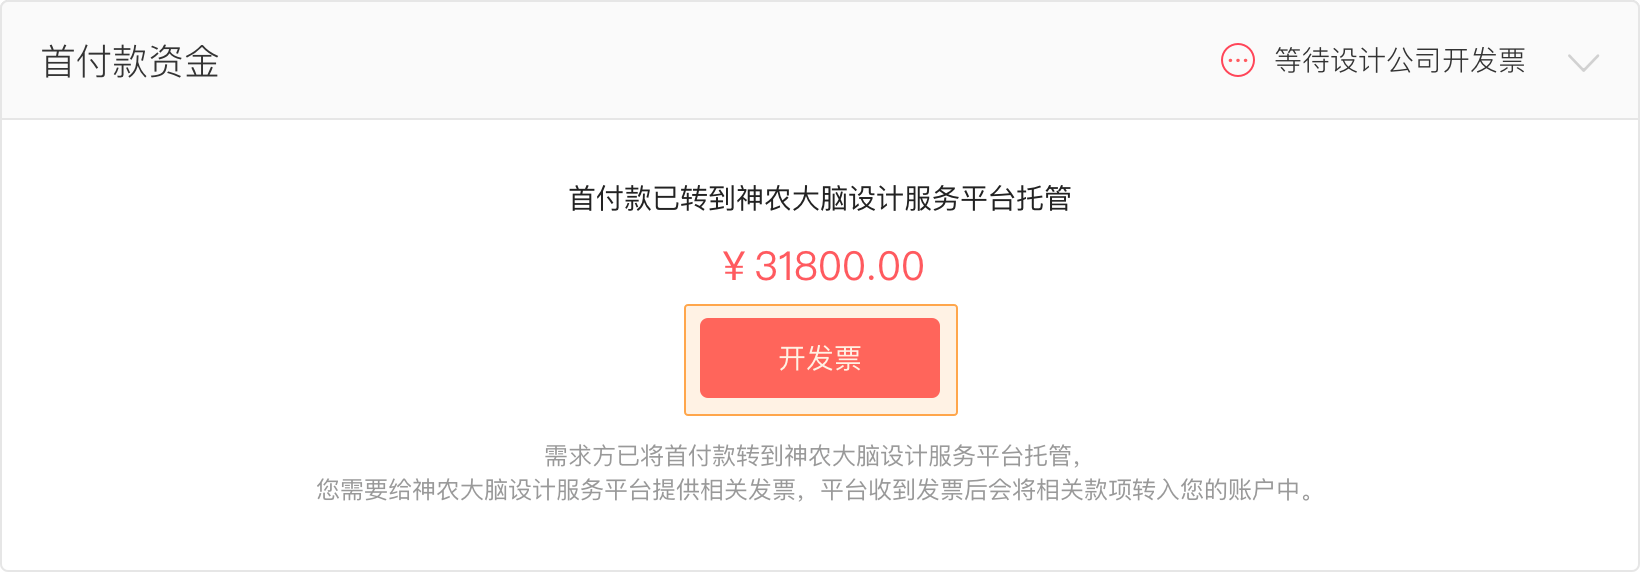 首付款资金
等待设计公司开发票
首付款已转到神农大脑设计服务平台托管
¥ 31800.00
开发票
需求方已将首付款转到神农大脑设计服务平台托管，
您需要给神农大脑设计服务平台提供相关发票，平台收到发票后会将相关款项转入您的账户中。